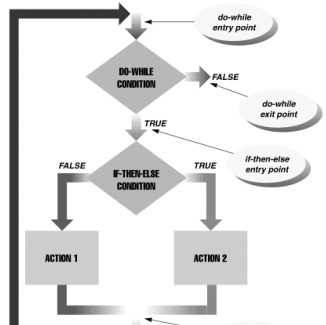 do-while
entry point
DO-WHILE
CONDITION
FALSE
do-while
exit point
TRUE
if-then-else
entry point
FALSE
TRUE
IF-THEN-ELSE
CONDITION
ACTION 1
ACTION 2